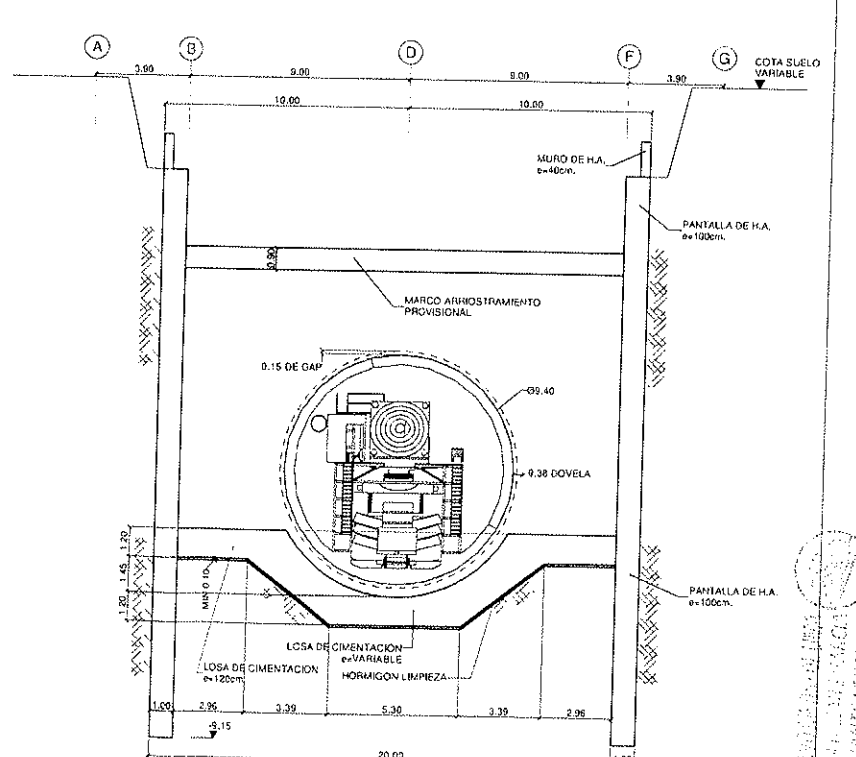 A
B
D
F
G
3.90
9.00
9.00
3.90
COTA SUELO
VARIABLE
10.00
10.00
MURO DE H.A.
e=40cm.
PANTALLA DE H.A.
e=100cm.
0.90
MARCO ARRIOSTRAMIENTO
PROVISIONAL
0.15 DE GAP
Ø9.40
0.38 DOVELA
1.20
1.45
1.20
MIN 0.10
PANTALLA DE H.A.
e=100cm.
LOSA DE CIMENTACION
e=VARIABLE
LOSA DE CIMENTACION
e=120cm.
HORMIGON LIMPIEZA
1.00
2.96
3.39
5.30
3.39
2.96
-9.15
20.00